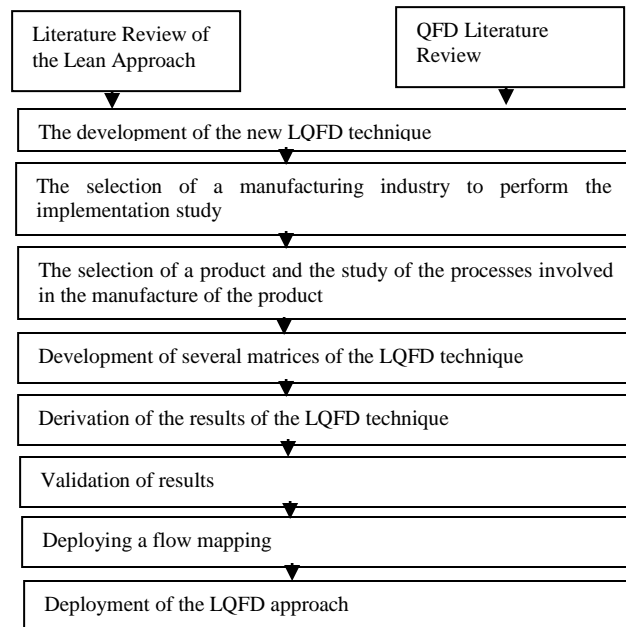 Literature Review of
the Lean Approach
QFD Literature
Review
The development of the new LQFD technique
The selection of a manufacturing industry to perform the
implementation study
The selection of a product and the study of the processes involved
in the manufacture of the product
Development of several matrices of the LQFD technique
Derivation of the results of the LQFD technique
Validation of results
Deploying a flow mapping
Deployment of the LQFD approach